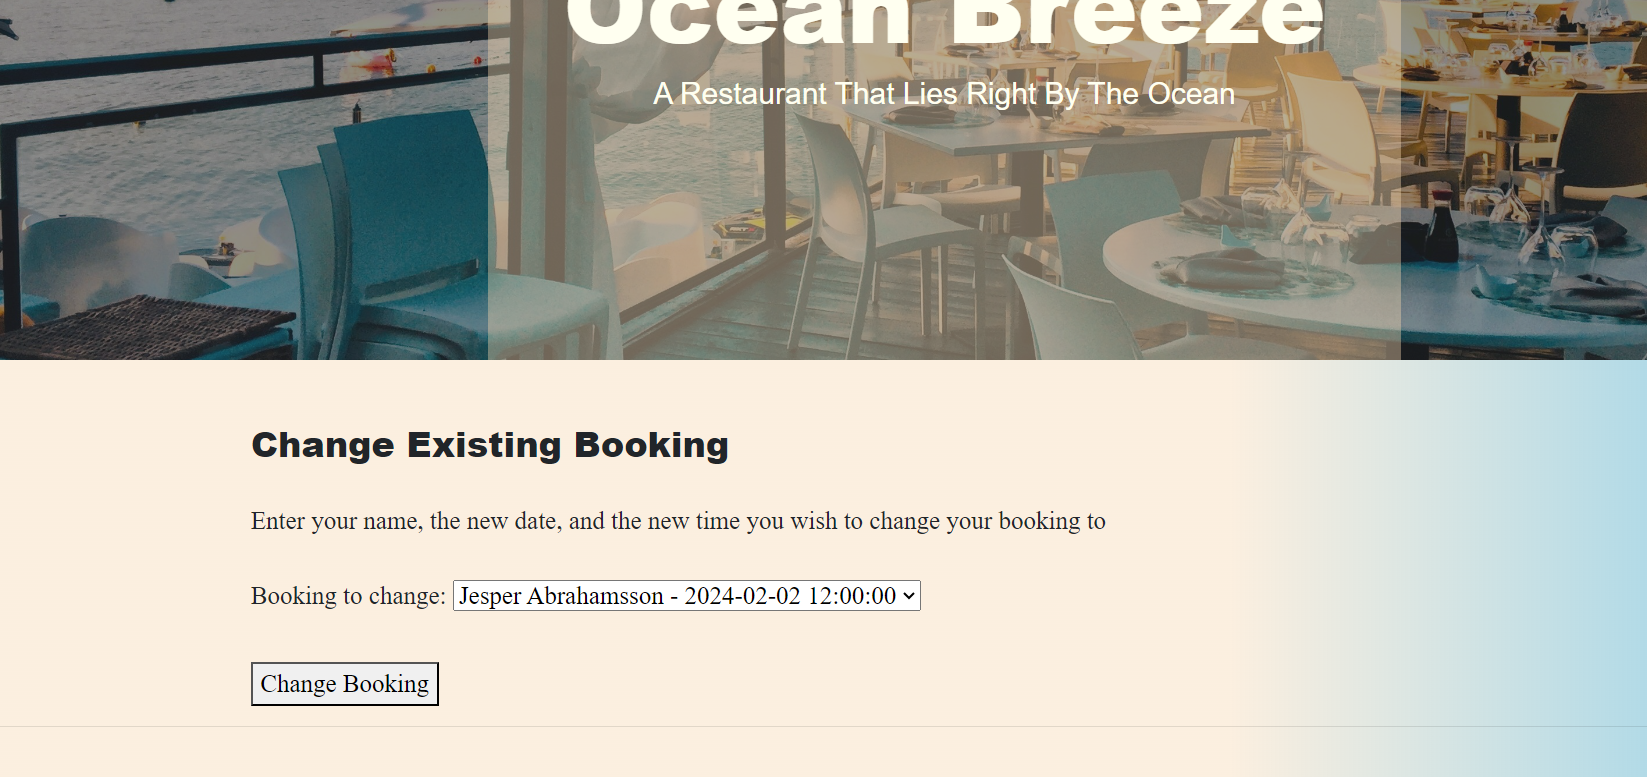 Ocean Breeze
A Restaurant That Lies Right By The Ocean
Change Existing Booking
Enter your name, the new date, and the new time you wish to change your booking to
Booking to change: Jesper Abrahamsson - 2024-02-02 12:00:00
Change Booking